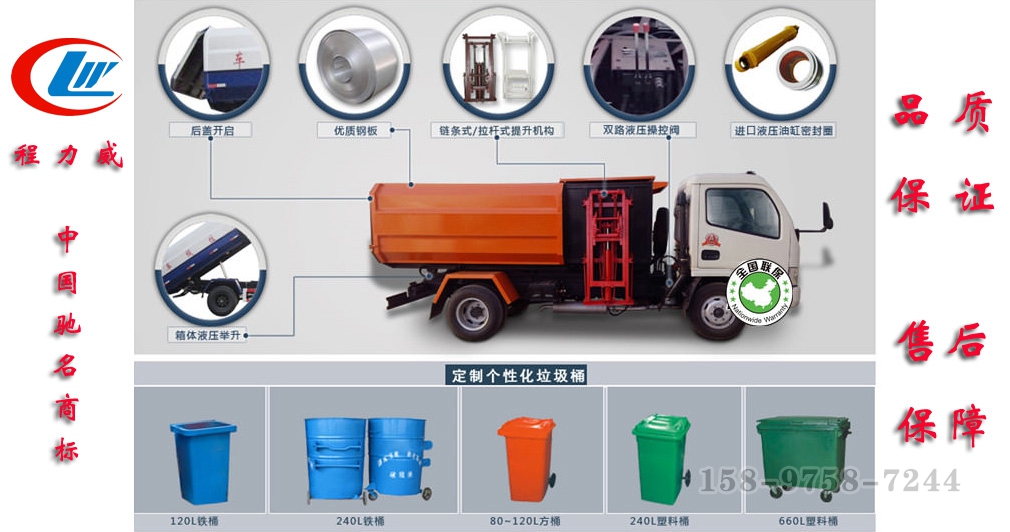 程力威
中国驰名商标
后盖开启
优质钢板
链条式/拉杆式提升机构
双路液压操控阀
进口液压油缸密封圈
箱体液压举升
全国联保
Nationwide Warranty
品质
保证
售后
保障
定制个性化垃圾桶
120L铁桶
240L铁桶
80~120L方桶
240L塑料桶
660L塑料桶
158-9758-7244